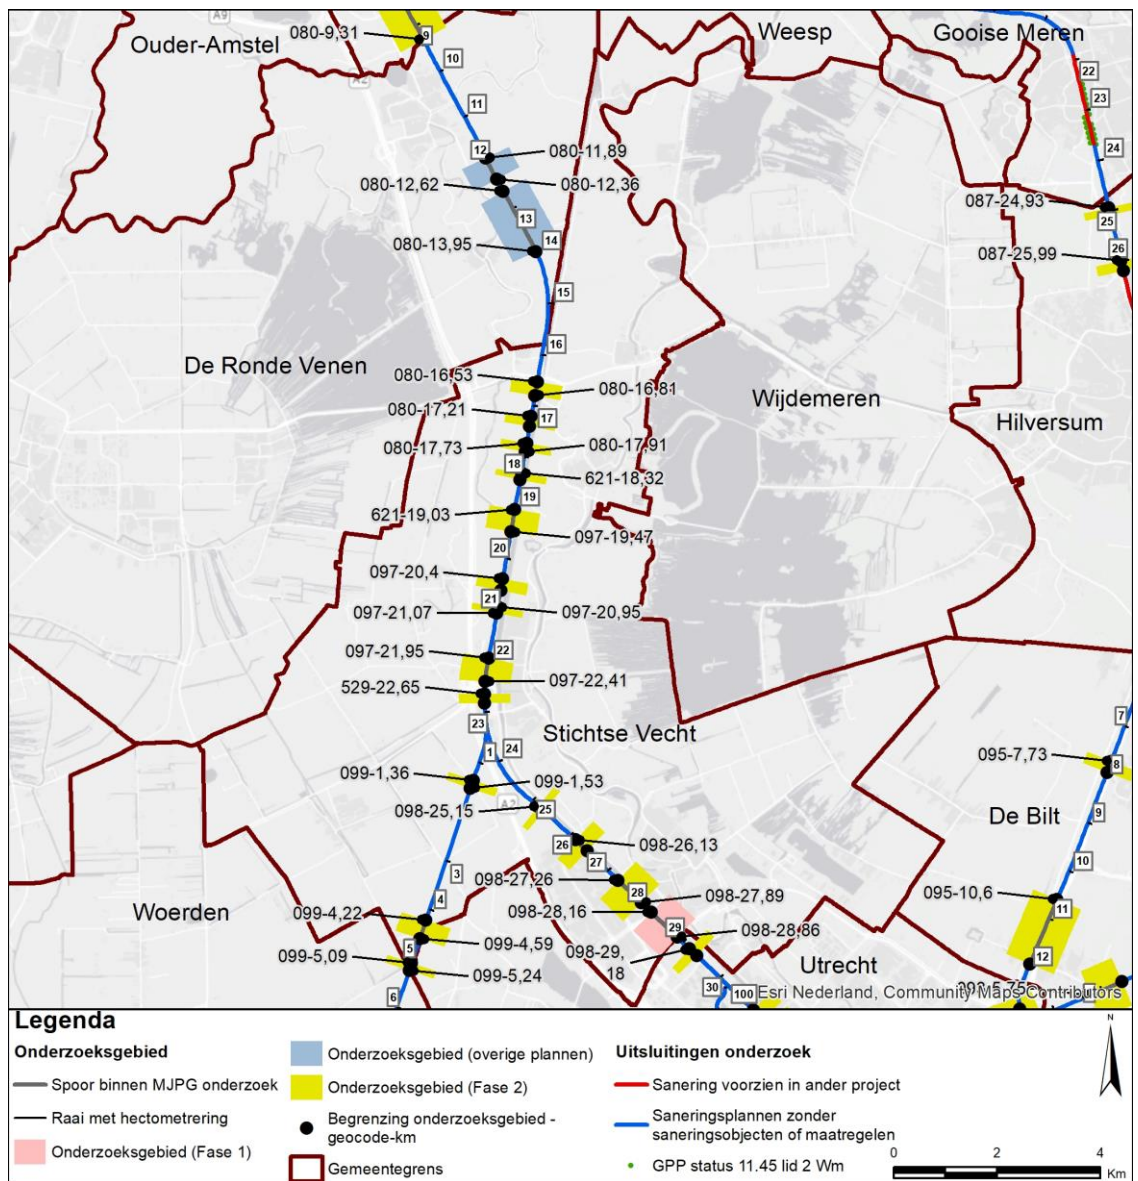 Ouder-Amstel
A9
080-9,31
9
Weesp
Gooise Meren
10
A2
22
11
23
12
080-11,89
24
080-12,62
080-12,36
087-24,93
13
25
080-13,95
14
087-25,99
26
15
16
De Ronde Venen
080-16,53
080-16,81
Wijdemeren
080-17,21
17
Hilversum
080-17,73
080-17,91
18
621-18,32
19
621-19,03
097-19,47
20
097-20,4
21
097-21,07
097-20,95
097-21,95
22
097-22,41
529-22,65
23
Stichtse Vecht
7
1
24
095-7,73
8
099-1,36
099-1,53
A2
098-25,15
25
9
De Bilt
26
098-26,13
27
10
3
098-27,26
28
098-27,89
095-10,6
4
Woerden
098-28,16
11
099-4,22
29
098-28,86
5
099-4,59
098-29,
18
12
099-5,09
099-5,24
Utrecht
30
100
6
Esri Nederland, Community Maps Contributors
Legenda
Onderzoeksgebied
Spoor binnen MJPG onderzoek
Raai met hectometrering
Onderzoeksgebied (Fase 1)
Onderzoeksgebied (overige plannen)
Onderzoeksgebied (Fase 2)
Begrenzing onderzoeksgebied -
geocode-km
Gemeentegrens
Uitsluitingen onderzoek
Sanering voorzien in ander project
Saneringsplannen zonder
saneringsobjecten of maatregelen
GPP status 11.45 lid 2 Wm
N
0 2 4
Km